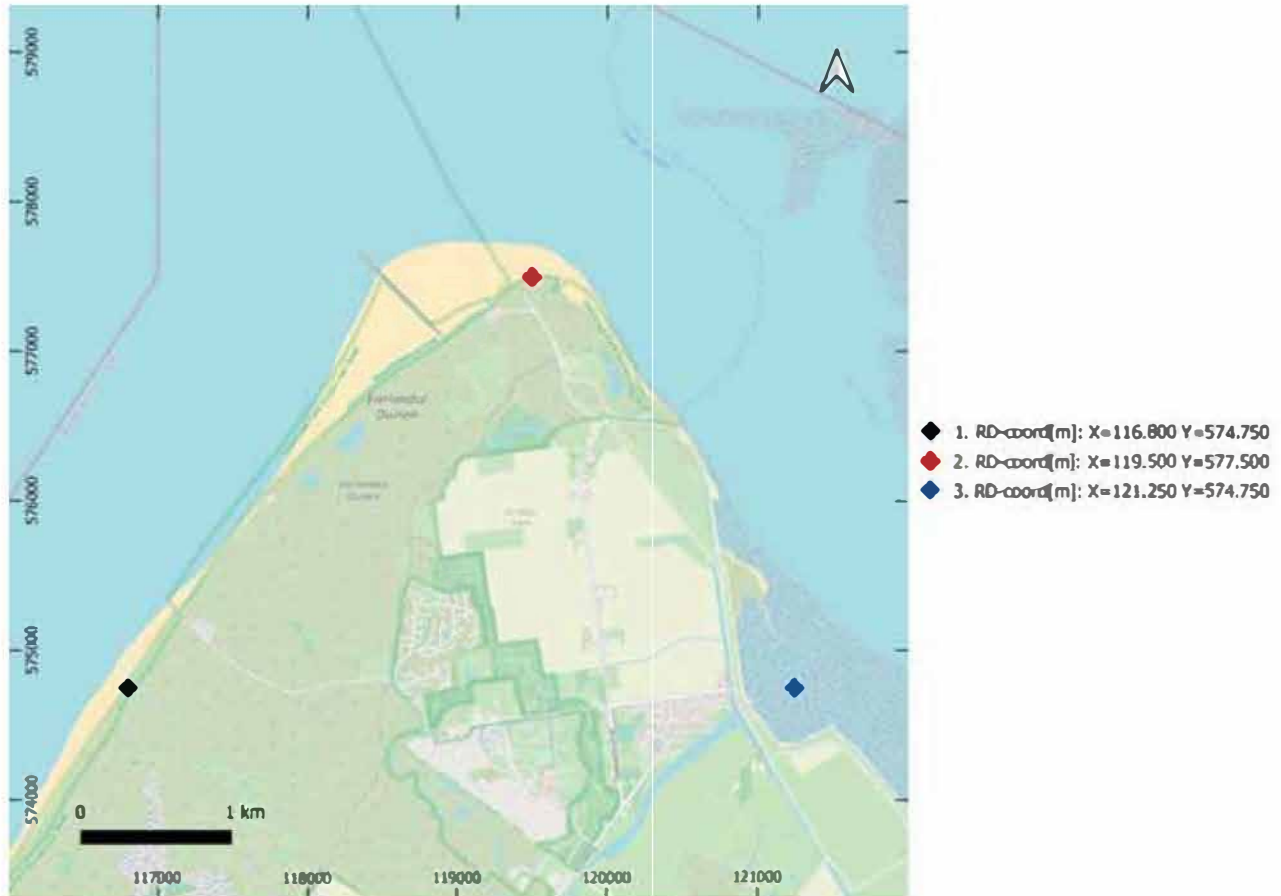 579000
578000
577000
576000
575000
574000
Duinen
1. RD-coord[m]: X=116.800 Y=574.750
2. RD-coord[m]: X=119.500 Y=577.500
3. RD-coord[m]: X=121.250 Y=574.750
0 1 km
117000 118000 119000 120000 121000